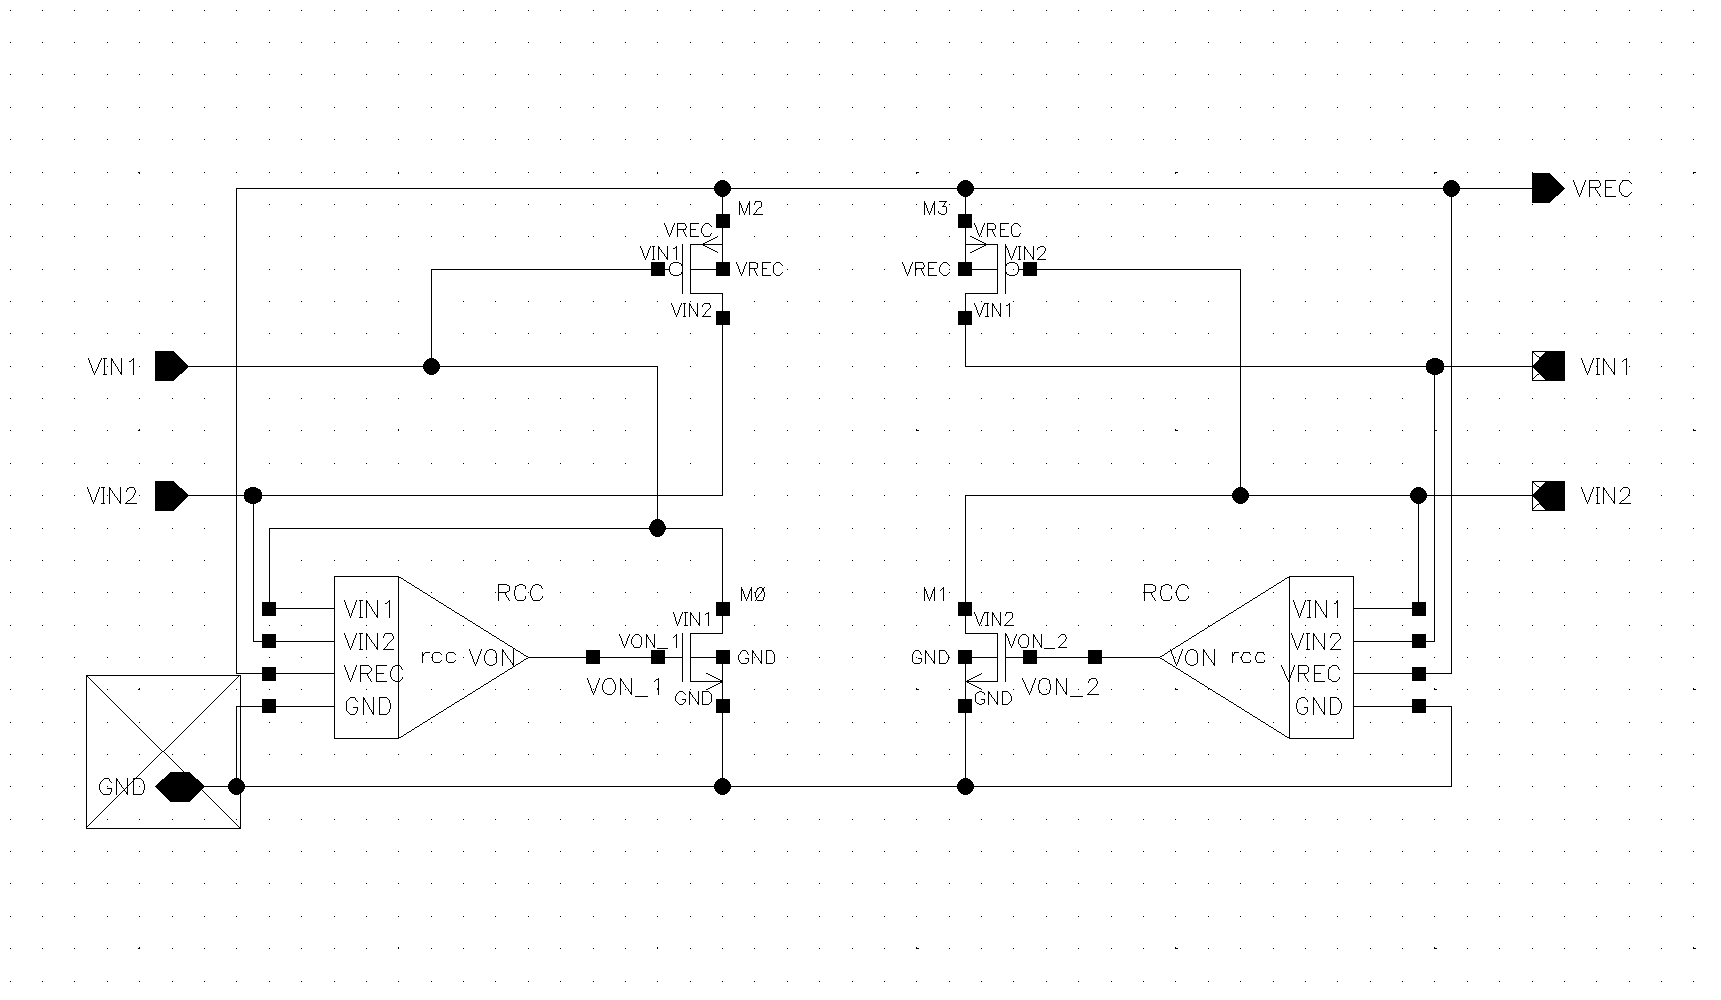 VREC
M2
M3
VREC
VREC
VIN1
VIN2
VREC
VREC
VIN2
VIN1
VIN1
VIN1
VIN2
VIN2
RCC
RCC
M0
M1
VIN1
VIN1
VIN2
VIN1
VIN2
VON_1
VON_2
VIN2
rcc VON
GND
GND
VON rcc
VREC
VON_1
VON_2
VREC
GND
GND
GND
GND
GND